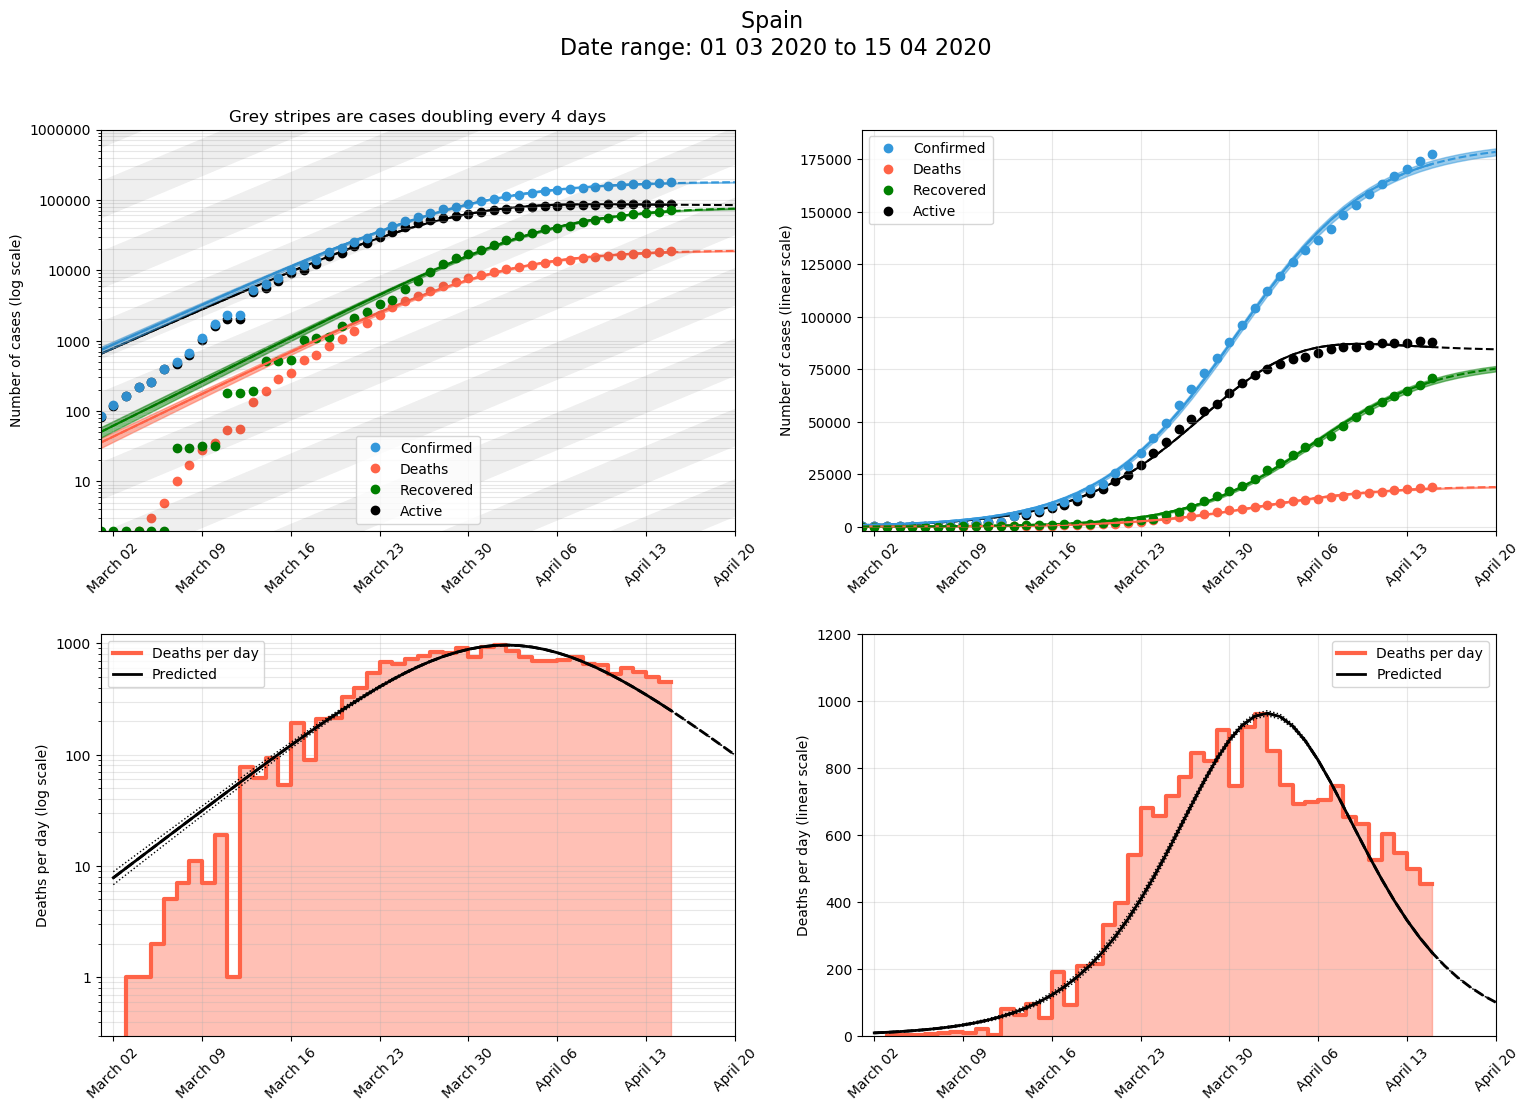 Spain
Date range: 01 03 2020 to 15 04 2020
Grey stripes are cases doubling every 4 days
Number of cases (log scale)
1000000
100000
10000
1000
100
10
Confirmed
Deaths
Recovered
Active
March 02
March 09
March 16
March 23
March 30
April 06
April 13
April 20
Number of cases (linear scale)
175000
150000
125000
100000
75000
50000
25000
0
Confirmed
Deaths
Recovered
Active
March 02
March 09
March 16
March 23
March 30
April 06
April 13
April 20
Deaths per day (log scale)
1000
100
10
1
Deaths per day
Predicted
March 02
March 09
March 16
March 23
March 30
April 06
April 13
April 20
Deaths per day (linear scale)
1200
1000
800
600
400
200
0
Deaths per day
Predicted
March 02
March 09
March 16
March 23
March 30
April 06
April 13
April 20